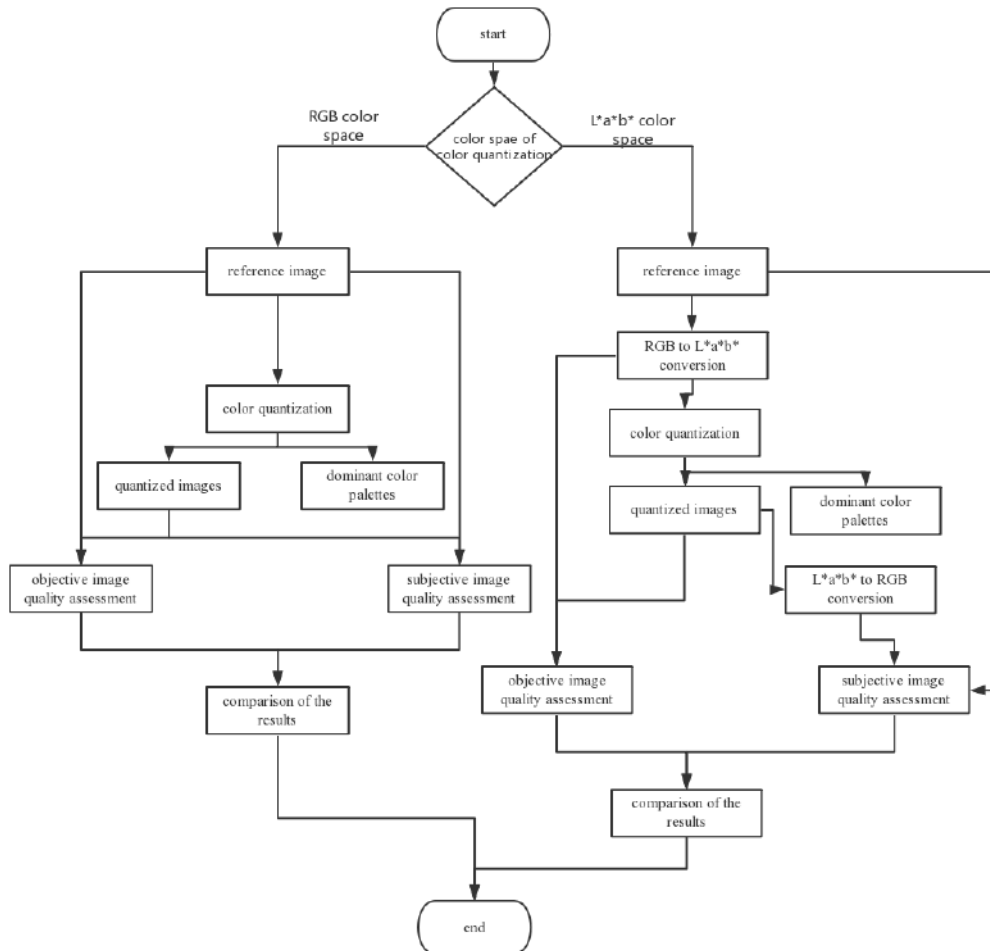 start
RGB color
space
L*a*b* color
space
color spae of
color quantization
reference image
reference image
RGB to L*a*b*
conversion
color quantization
color quantization
quantized images
dominant color
palettes
quantized images
dominant color
palettes
objective image
quality assessment
subjective image
quality assessment
L*a*b* to RGB
conversion
objective image
quality assessment
subjective image
quality assessment
comparison of the
results
comparison of the
results
end